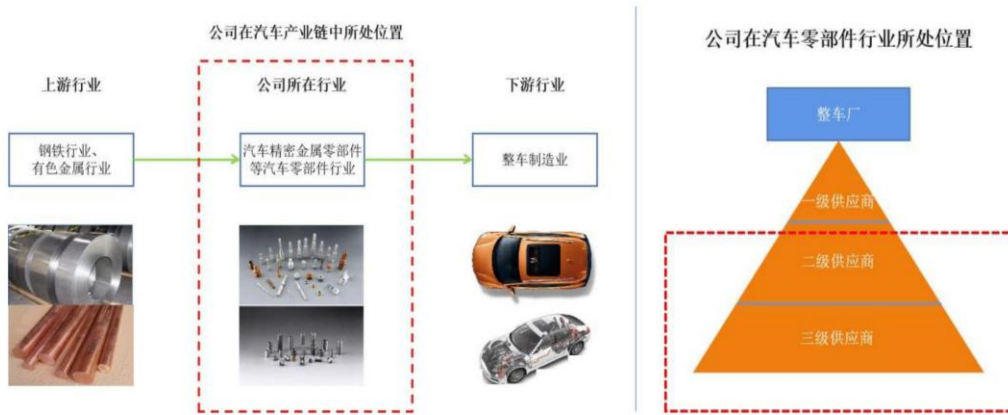 公司在汽车产业链中所处位置
上游行业
公司所在行业
下游行业
钢铁行业、
有色金属行业
汽车精密金属零部件
等汽车零部件行业
整车制造业
公司在汽车零部件行业所处位置
整车厂
一级供应商
二级供应商
三级供应商